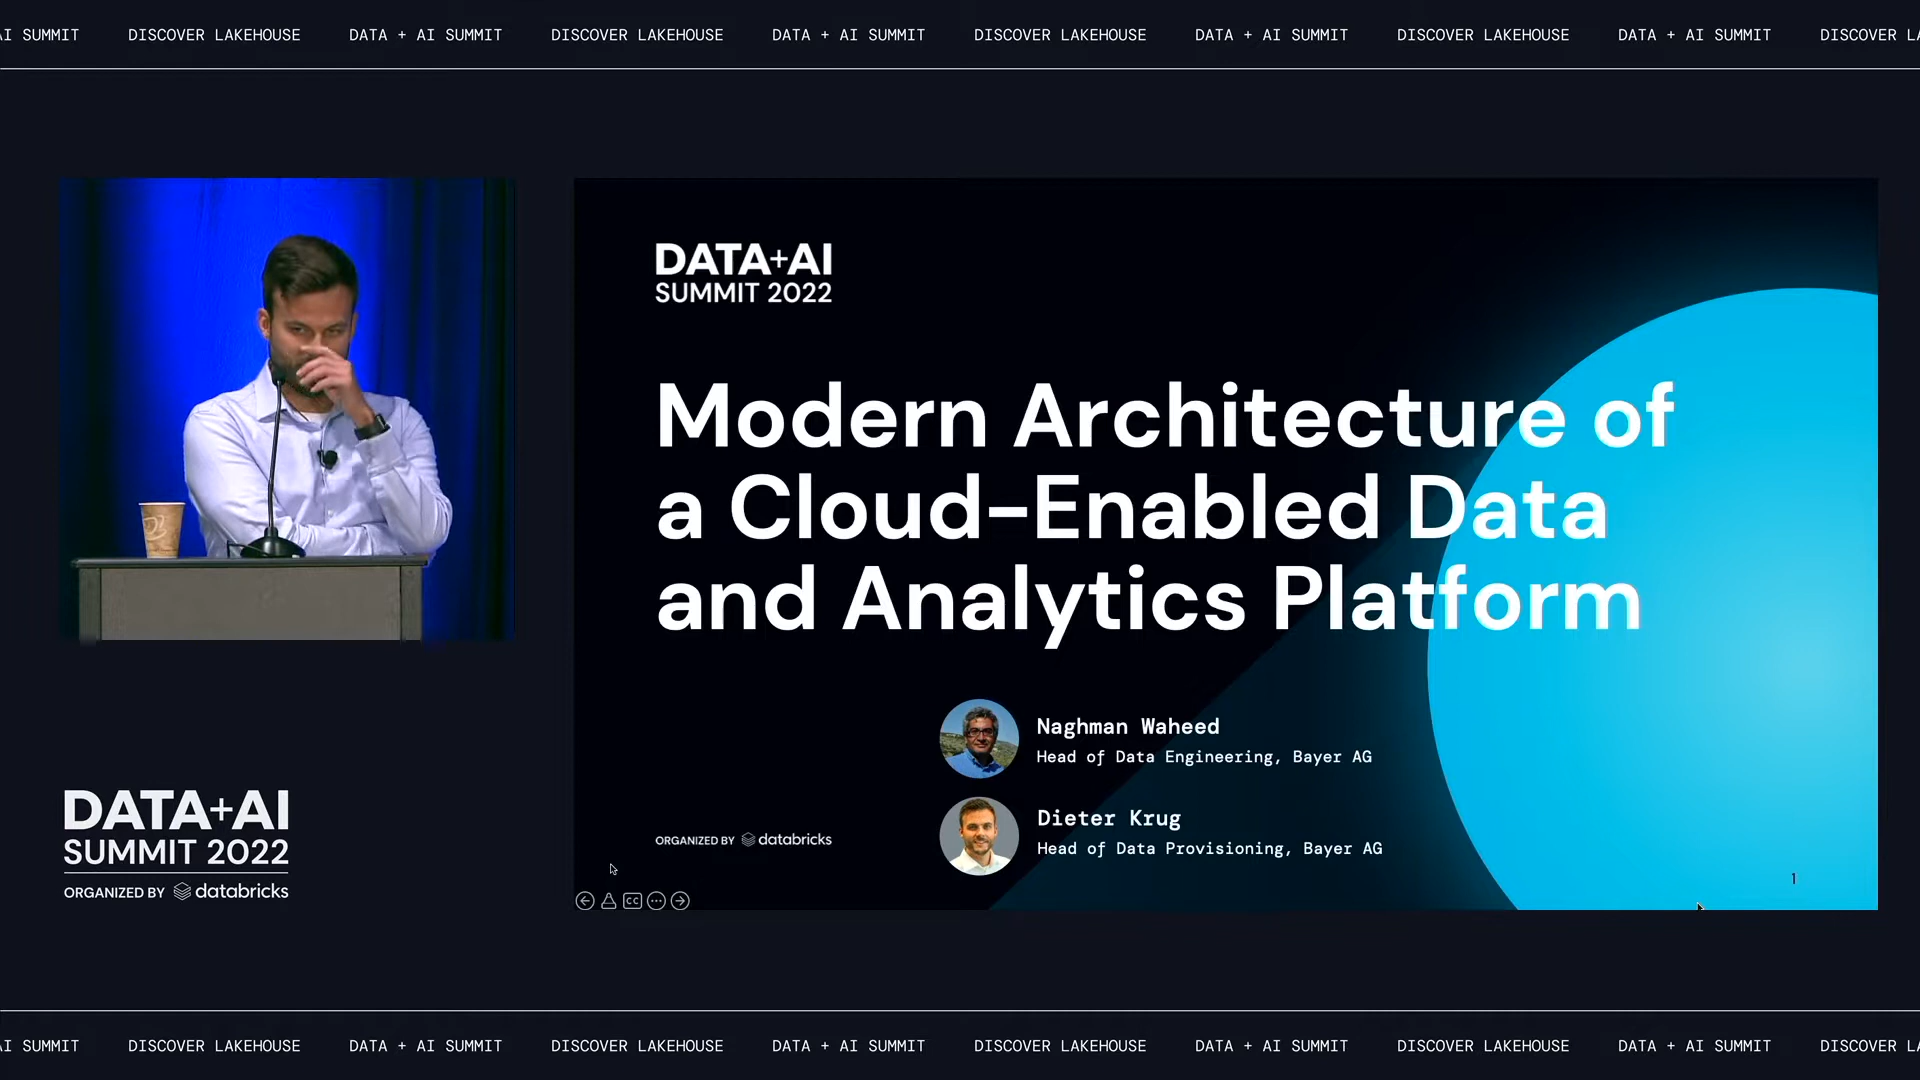 AI SUMMIT DISCOVER LAKEHOUSE DATA + AI SUMMIT DISCOVER LAKEHOUSE DATA + AI SUMMIT DISCOVER LAKEHOUSE DATA + AI SUMMIT DISCOVER LAKEHOUSE DATA + AI SUMMIT DISCOVER LA
DATA+AI
SUMMIT 2022
Modern Architecture of
a Cloud-Enabled Data
and Analytics Platform
Naghman Waheed
Head of Data Engineering, Bayer AG
Dieter Krug
Head of Data Provisioning, Bayer AG
ORGANIZED BY databricks
1
CC
DATA+AI
SUMMIT 2022
ORGANIZED BY databricks
AI SUMMIT DISCOVER LAKEHOUSE DATA + AI SUMMIT DISCOVER LAKEHOUSE DATA + AI SUMMIT DISCOVER LAKEHOUSE DATA + AI SUMMIT DISCOVER LAKEHOUSE DATA + AI SUMMIT DISCOVER LA